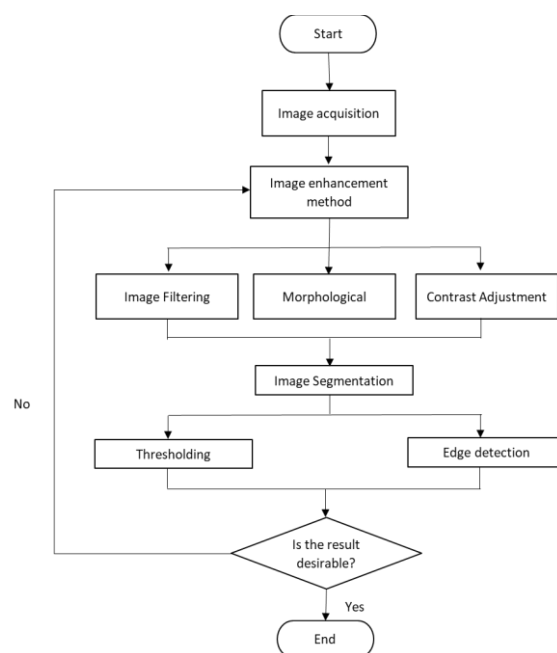 Start
Image acquisition
Image enhancement
method
Image Filtering
Morphological
Contrast Adjustment
Image Segmentation
No
Thresholding
Edge detection
Is the result
desirable?
Yes
End